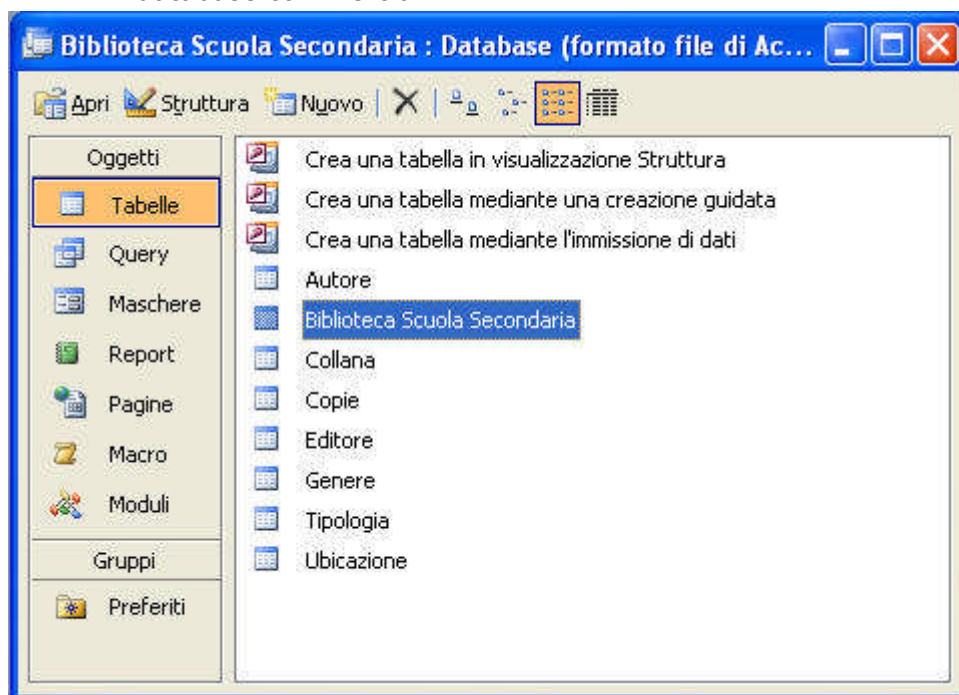 Biblioteca Scuola Secondaria : Database (formato file di Ac...
Apri Struttura Nuovo
Oggetti
Tabelle
Query
Maschere
Report
Pagine
Macro
Moduli
Gruppi
Preferiti
Crea una tabella in visualizzazione Struttura
Crea una tabella mediante una creazione guidata
Crea una tabella mediante l'immissione di dati
Autore
Biblioteca Scuola Secondaria
Collana
Copie
Editore
Genere
Tipologia
Ubicazione